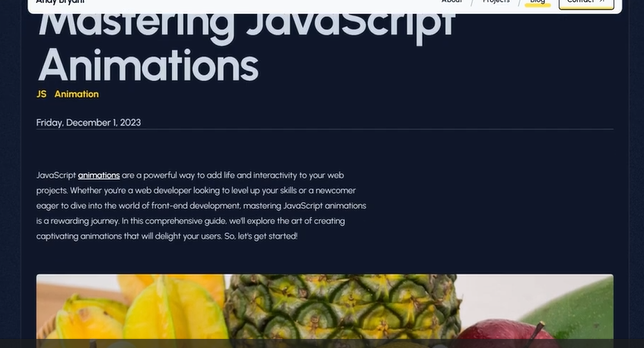 Andy Bryant
About / Projects / Blog Contact
Mastering JavaScript
Animations
JS Animation
Friday, December 1, 2023
JavaScript animations are a powerful way to add life and interactivity to your web
projects. Whether you're a web developer looking to level up your skills or a newcomer
eager to dive into the world of front-end development, mastering JavaScript animations
is a rewarding journey. In this comprehensive guide, we'll explore the art of creating
captivating animations that will delight your users. So, let's get started!